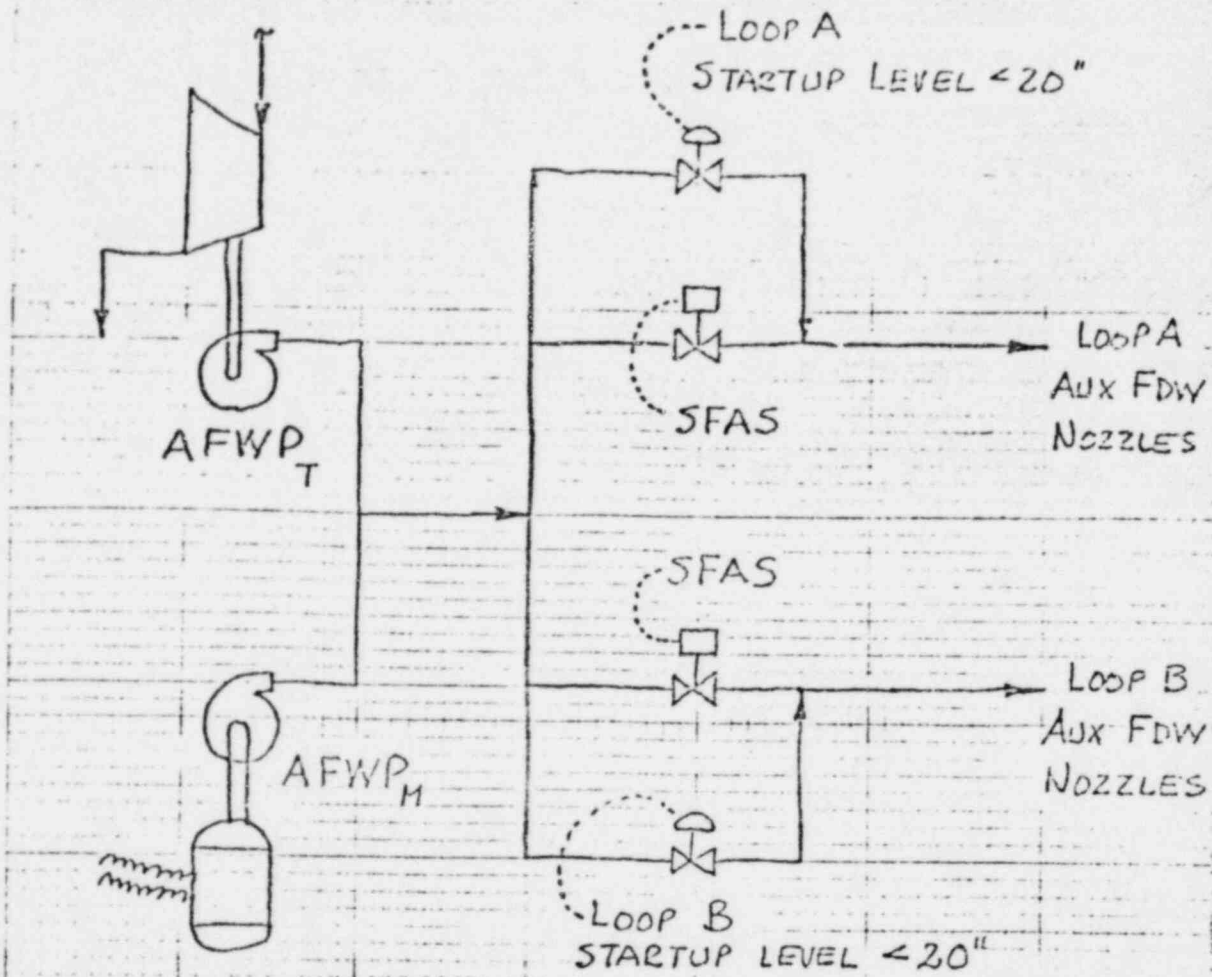 LOOP A
STARTUP LEVEL <20"
SFAS
LOOP A
AUX FDW
NOZZLES
AFWP T
SFAS
LOOP B
AUX FDW
NOZZLES
AFWP M
LOOP B
STARTUP LEVEL <20"